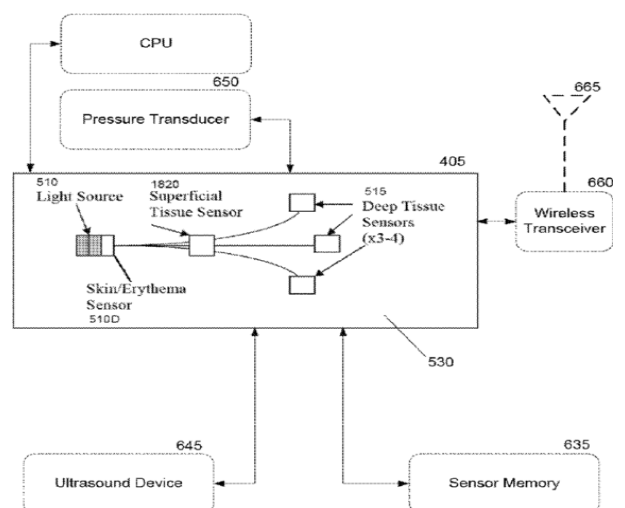 CPU
650
Pressure Transducer
665
405
510
Light Source
1820
Superficial
Tissue Sensor
515
Deep Tissue
Sensors
(x3-4)
660
Wireless
Transceiver
Skin/Erythema
Sensor
510D
530
645
Ultrasound Device
635
Sensor Memory